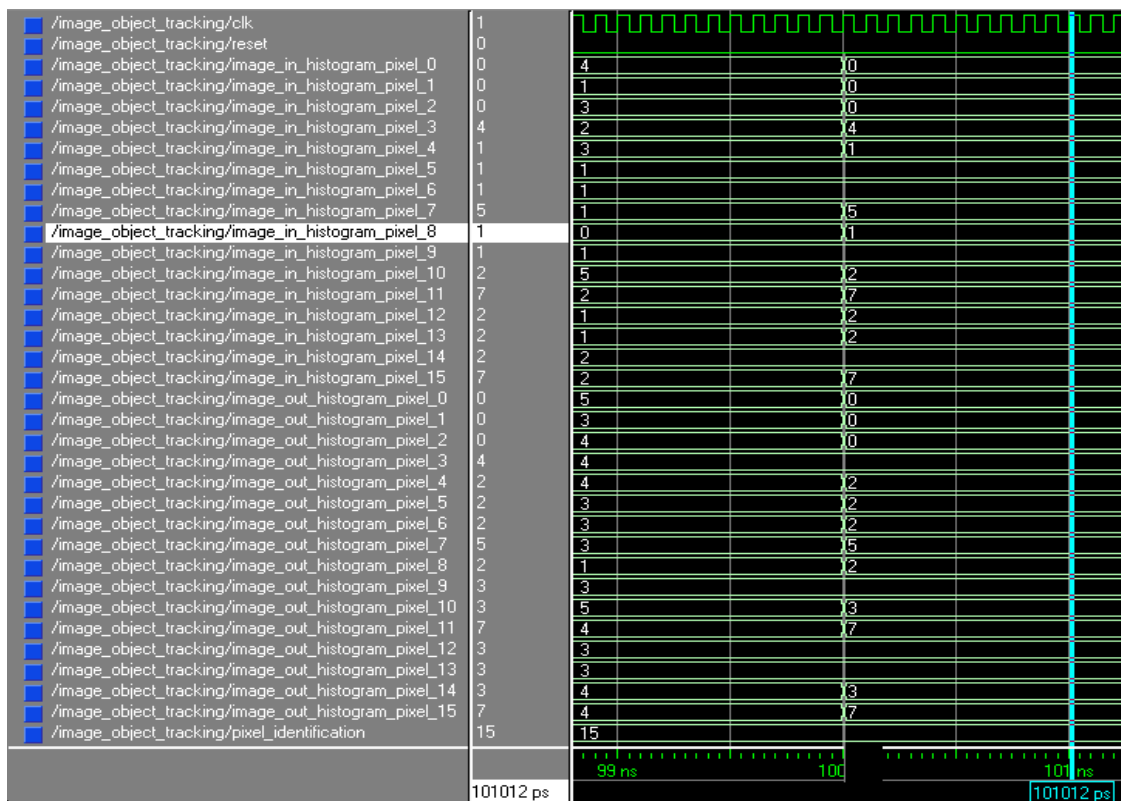 /image_object_tracking/clk 1
/image_object_tracking/reset 0
/image_object_tracking/image_in_histogram_pixel_0 0 4 0
/image_object_tracking/image_in_histogram_pixel_1 0 1 0
/image_object_tracking/image_in_histogram_pixel_2 0 3 0
/image_object_tracking/image_in_histogram_pixel_3 4 2 4
/image_object_tracking/image_in_histogram_pixel_4 1 3 1
/image_object_tracking/image_in_histogram_pixel_5 1 1
/image_object_tracking/image_in_histogram_pixel_6 1 1
/image_object_tracking/image_in_histogram_pixel_7 5 1 5
/image_object_tracking/image_in_histogram_pixel_8 1 0 1
/image_object_tracking/image_in_histogram_pixel_9 1 1
/image_object_tracking/image_in_histogram_pixel_10 2 5 2
/image_object_tracking/image_in_histogram_pixel_11 7 2 7
/image_object_tracking/image_in_histogram_pixel_12 2 1 2
/image_object_tracking/image_in_histogram_pixel_13 2 1 2
/image_object_tracking/image_in_histogram_pixel_14 2 2
/image_object_tracking/image_in_histogram_pixel_15 7 2 7
/image_object_tracking/image_out_histogram_pixel_0 0 5 0
/image_object_tracking/image_out_histogram_pixel_1 0 3 0
/image_object_tracking/image_out_histogram_pixel_2 0 4 0
/image_object_tracking/image_out_histogram_pixel_3 4 4
/image_object_tracking/image_out_histogram_pixel_4 2 4 2
/image_object_tracking/image_out_histogram_pixel_5 2 3 2
/image_object_tracking/image_out_histogram_pixel_6 2 3 2
/image_object_tracking/image_out_histogram_pixel_7 5 3 5
/image_object_tracking/image_out_histogram_pixel_8 2 1 2
/image_object_tracking/image_out_histogram_pixel_9 3 3
/image_object_tracking/image_out_histogram_pixel_10 3 5 3
/image_object_tracking/image_out_histogram_pixel_11 7 4 7
/image_object_tracking/image_out_histogram_pixel_12 3 3
/image_object_tracking/image_out_histogram_pixel_13 3 3
/image_object_tracking/image_out_histogram_pixel_14 3 4 3
/image_object_tracking/image_out_histogram_pixel_15 7 4 7
/image_object_tracking/pixel_identification 15 15
99 ns 100 101 ns
101012 ps 101012 ps